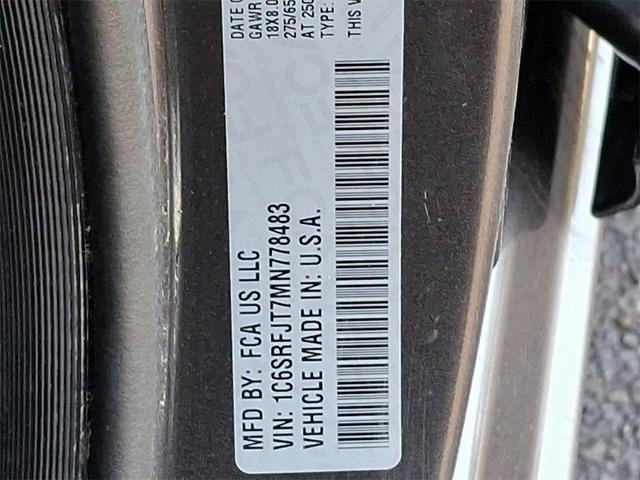 MFD BY: FCA US LLC
DATE
VIN: 1C6SRFJT7MN778483
GAWR
18X8.0
VEHICLE MADE IN: U.S.A.
275/65
AT 250
TYPE:
THIS